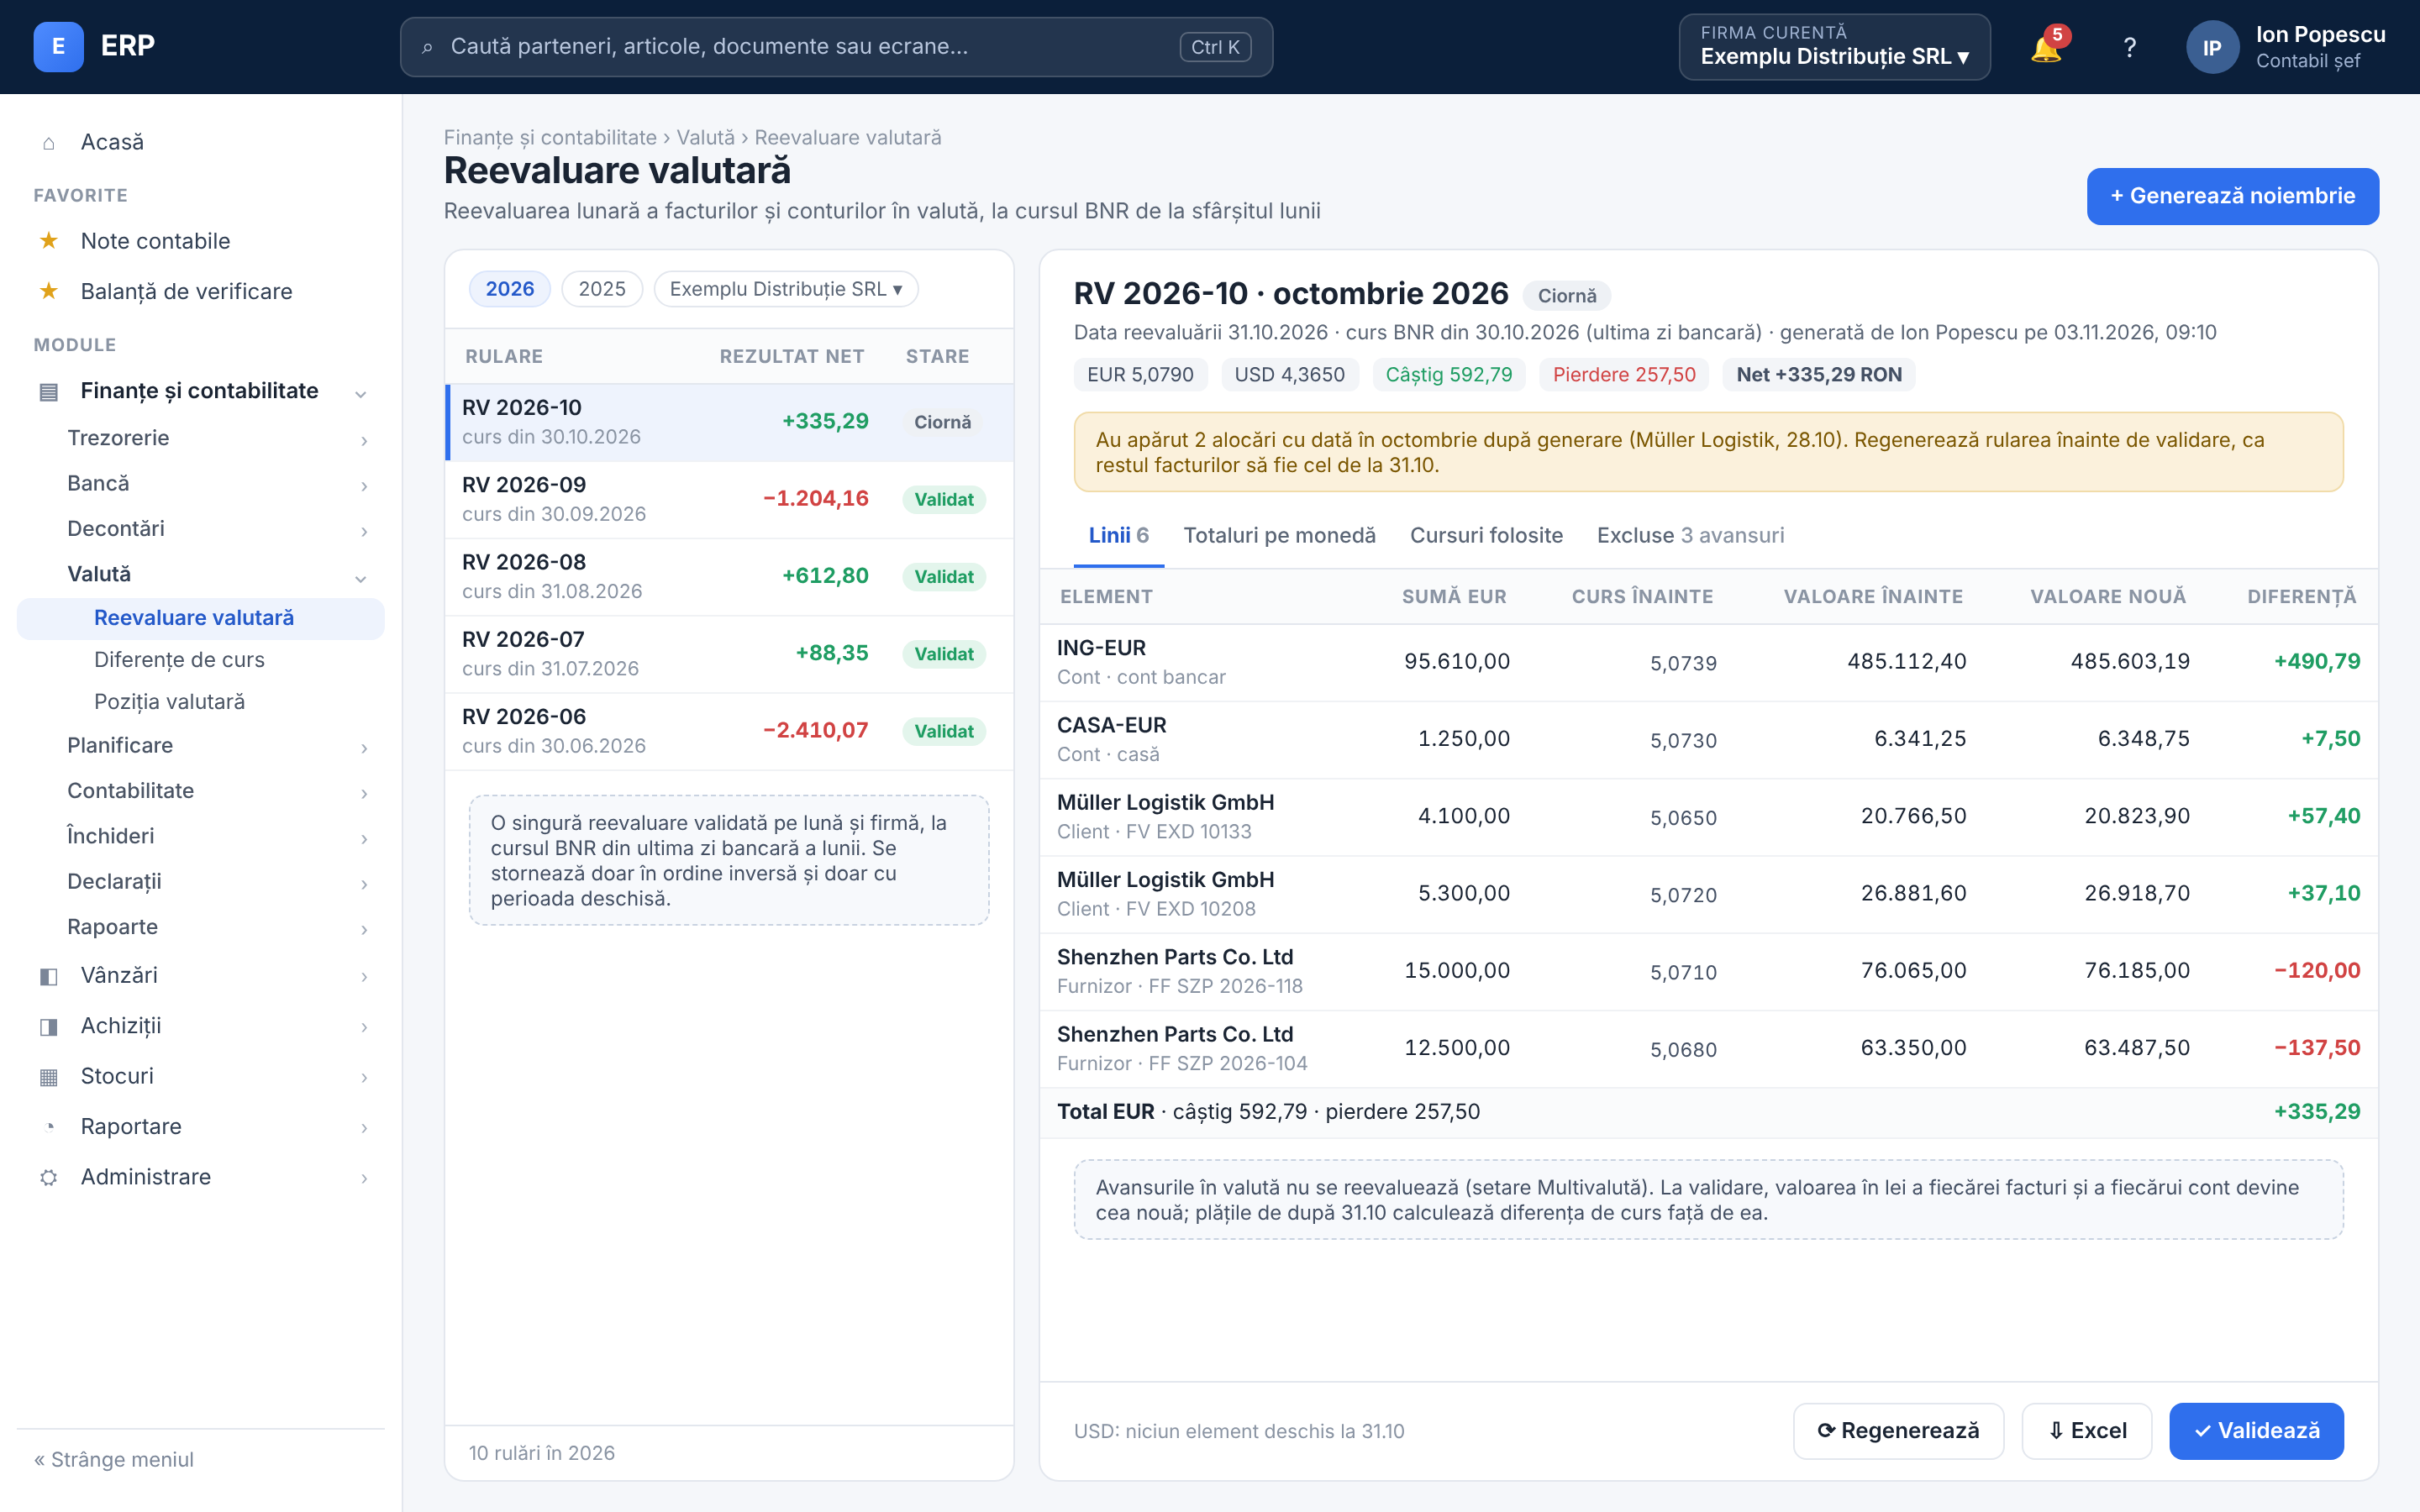 E ERP
Caută parteneri, articole, documente sau ecrane... Ctrl K
FIRMA CURENTĂ
Exemplu Distribuție SRL ▾
5
?
IP
Ion Popescu
Contabil șef
Acasă
FAVORITE
★ Note contabile
★ Balanță de verificare
MODULE
Finanțe și contabilitate
Trezorerie ›
Bancă ›
Decontări ›
Valută
Reevaluare valutară
Diferențe de curs
Poziția valutară
Planificare ›
Contabilitate ›
Închideri ›
Declarații ›
Rapoarte ›
Vânzări ›
Achiziții ›
Stocuri ›
Raportare ›
Administrare ›
« Strânge meniul
Finanțe și contabilitate › Valută › Reevaluare valutară
Reevaluare valutară
Reevaluarea lunară a facturilor și conturilor în valută, la cursul BNR de la sfârșitul lunii
+ Generează noiembrie
2026 2025 Exemplu Distribuție SRL ▾
RULARE REZULTAT NET STARE
RV 2026-10 +335,29 Ciornă
curs din 30.10.2026
RV 2026-09 −1.204,16 Validat
curs din 30.09.2026
RV 2026-08 +612,80 Validat
curs din 31.08.2026
RV 2026-07 +88,35 Validat
curs din 31.07.2026
RV 2026-06 −2.410,07 Validat
curs din 30.06.2026
O singură reevaluare validată pe lună și firmă, la
cursul BNR din ultima zi bancară a lunii. Se
stornează doar în ordine inversă și doar cu
perioada deschisă.
10 rulări în 2026
RV 2026-10 · octombrie 2026 Ciornă
Data reevaluării 31.10.2026 · curs BNR din 30.10.2026 (ultima zi bancară) · generată de Ion Popescu pe 03.11.2026, 09:10
EUR 5,0790 USD 4,3650 Câștig 592,79 Pierdere 257,50 Net +335,29 RON
Au apărut 2 alocări cu dată în octombrie după generare (Müller Logistik, 28.10). Regenerează rularea înainte de validare, ca
restul facturilor să fie cel de la 31.10.
Linii 6 Totaluri pe monedă Cursuri folosite Excluse 3 avansuri
ELEMENT SUMĂ EUR CURS ÎNAINTE VALOARE ÎNAINTE VALOARE NOUĂ DIFERENȚĂ
ING-EUR 95.610,00 5,0739 485.112,40 485.603,19 +490,79
Cont · cont bancar
CASA-EUR 1.250,00 5,0730 6.341,25 6.348,75 +7,50
Cont · casă
Müller Logistik GmbH 4.100,00 5,0650 20.766,50 20.823,90 +57,40
Client · FV EXD 10133
Müller Logistik GmbH 5.300,00 5,0720 26.881,60 26.918,70 +37,10
Client · FV EXD 10208
Shenzhen Parts Co. Ltd 15.000,00 5,0710 76.065,00 76.185,00 −120,00
Furnizor · FF SZP 2026-118
Shenzhen Parts Co. Ltd 12.500,00 5,0680 63.350,00 63.487,50 −137,50
Furnizor · FF SZP 2026-104
Total EUR · câștig 592,79 · pierdere 257,50 +335,29
Avansurile în valută nu se reevaluează (setare Multivalută). La validare, valoarea în lei a fiecărei facturi și a fiecărui cont devine
cea nouă; plățile de după 31.10 calculează diferența de curs față de ea.
USD: niciun element deschis la 31.10
⟳ Regenerează ⇩ Excel ✓ Validează